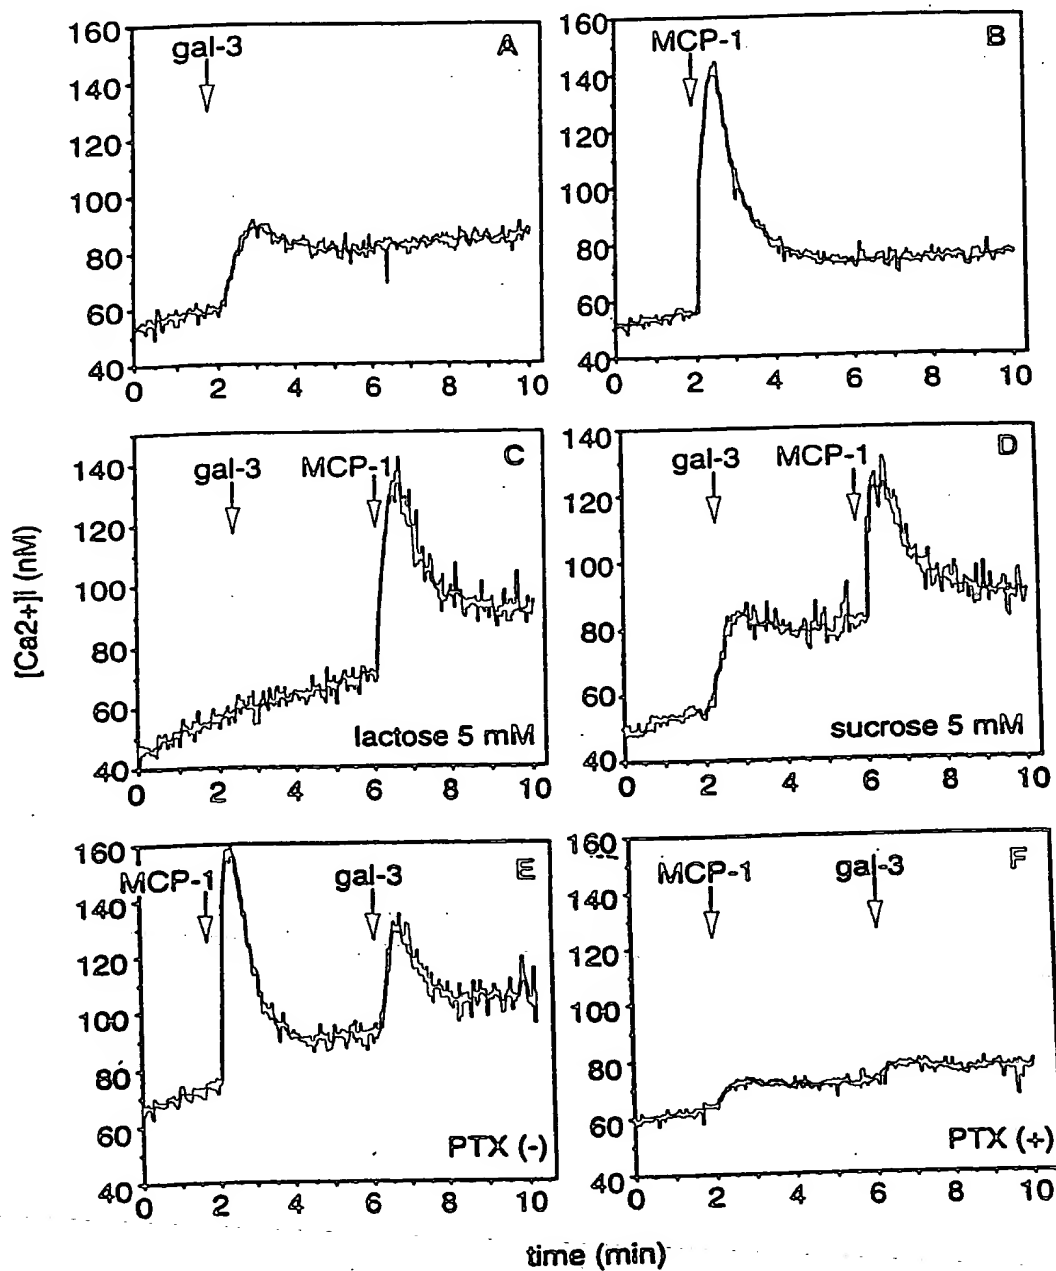 160
140
120
100
80
60
40
gal-3
A
0 2 4 6 8 10
160
140
120
100
80
60
40
MCP-1
B
0 2 4 6 8 10
[Ca2+]i (nM)
140
120
100
80
60
40
gal-3 MCP-1
C
lactose 5 mM
0 2 4 6 8 10
140
120
100
80
60
40
gal-3 MCP-1
D
sucrose 5 mM
0 2 4 6 8 10
160
140
120
100
80
60
40
MCP-1 gal-3
E
PTX (-)
0 2 4 6 8 10
160
140
120
100
80
60
40
MCP-1 gal-3
F
PTX (+)
0 2 4 6 8 10
time (min)